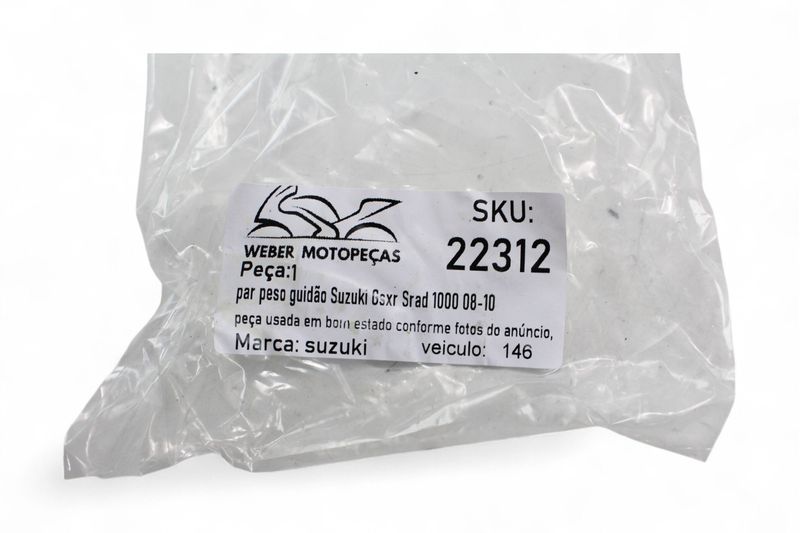 SKU:
WEBER MOTOPEÇAS
22312
Peça:1
par peso guidão Suzuki Gsxr Srad 1000 08-10
peça usada em bom estado conforme fotos do anúncio,
Marca: suzuki veiculo: 146